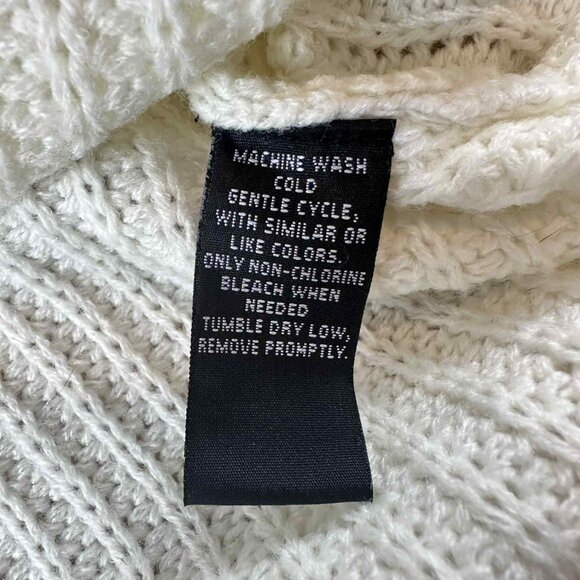 MACHINE WASH
COLD
GENTLE CYCLE,
WITH SIMILAR OR
LIKE COLORS.
ONLY NON-CHLORINE
BLEACH WHEN
NEEDED
TUMBLE DRY LOW,
REMOVE PROMPTLY.